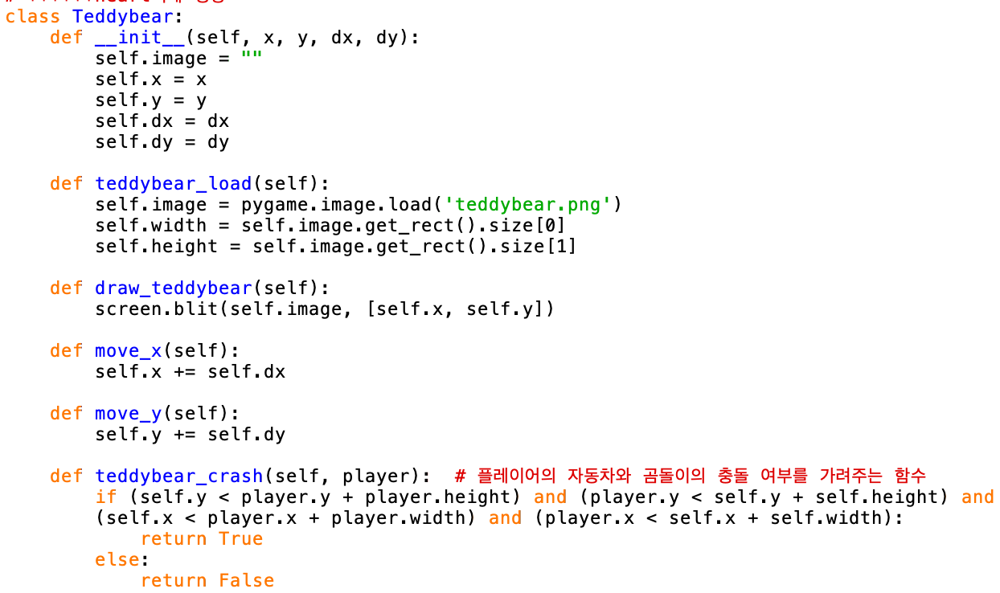 class Teddybear:
    def __init__(self, x, y, dx, dy):
        self.image = ""
        self.x = x
        self.y = y
        self.dx = dx
        self.dy = dy

    def teddybear_load(self):
        self.image = pygame.image.load('teddybear.png')
        self.width = self.image.get_rect().size[0]
        self.height = self.image.get_rect().size[1]

    def draw_teddybear(self):
        screen.blit(self.image, [self.x, self.y])

    def move_x(self):
        self.x += self.dx

    def move_y(self):
        self.y += self.dy

    def teddybear_crash(self, player):  # 플레이어의 자동차와 곰돌이의 충돌 여부를 가려주는 함수
        if (self.y < player.y + player.height) and (player.y < self.y + self.height) and
        (self.x < player.x + player.width) and (player.x < self.x + self.width):
            return True
        else:
            return False